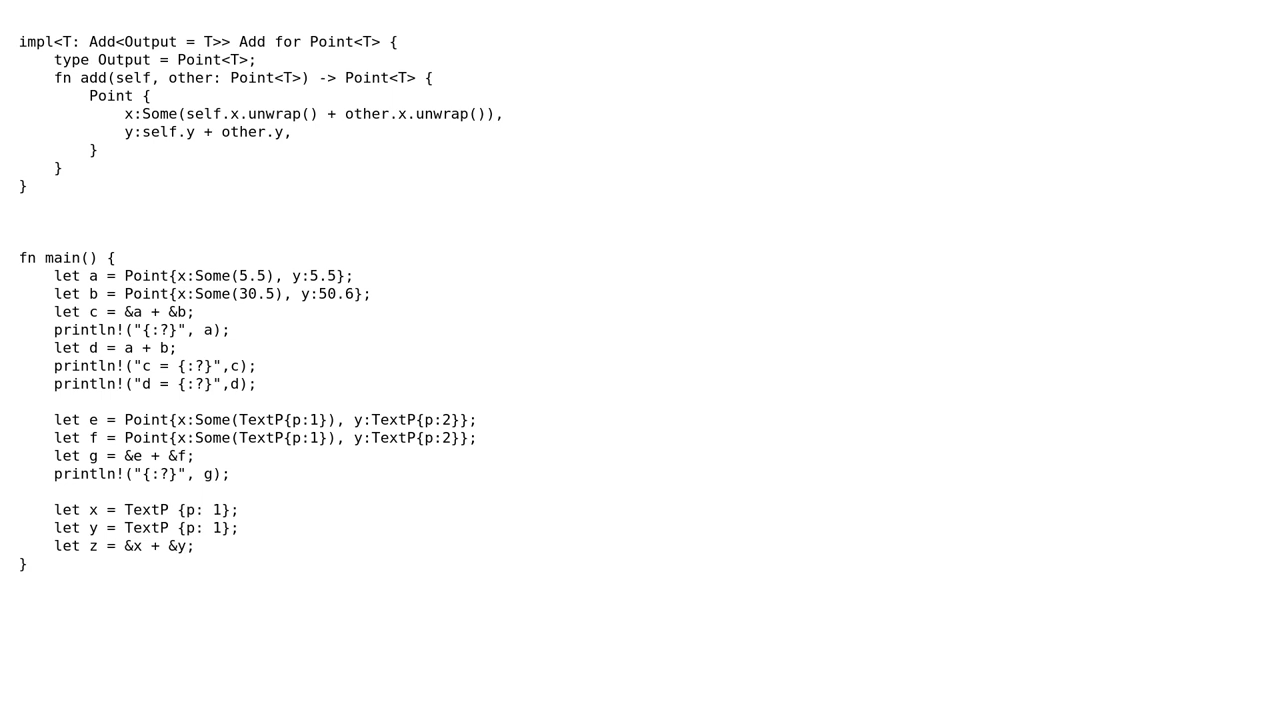 impl<T: Add<Output = T>> Add for Point<T> {
    type Output = Point<T>;
    fn add(self, other: Point<T>) -> Point<T> {
        Point {
            x:Some(self.x.unwrap() + other.x.unwrap()),
            y:self.y + other.y,
        }
    }
}
fn main() {
    let a = Point{x:Some(5.5), y:5.5};
    let b = Point{x:Some(30.5), y:50.6};
    let c = &a + &b;
    println!("{:?}", a);
    let d = a + b;
    println!("c = {:?}",c);
    println!("d = {:?}",d);
    let e = Point{x:Some(TextP{p:1}), y:TextP{p:2}};
    let f = Point{x:Some(TextP{p:1}), y:TextP{p:2}};
    let g = &e + &f;
    println!("{:?}", g);
    let x = TextP {p: 1};
    let y = TextP {p: 1};
    let z = &x + &y;
}